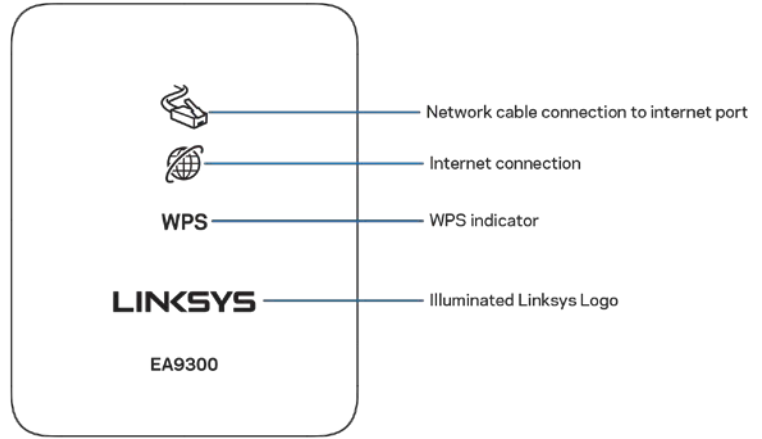 Network cable connection to internet port
Internet connection
WPS
WPS indicator
LINKSYS
Illuminated Linksys Logo
EA9300